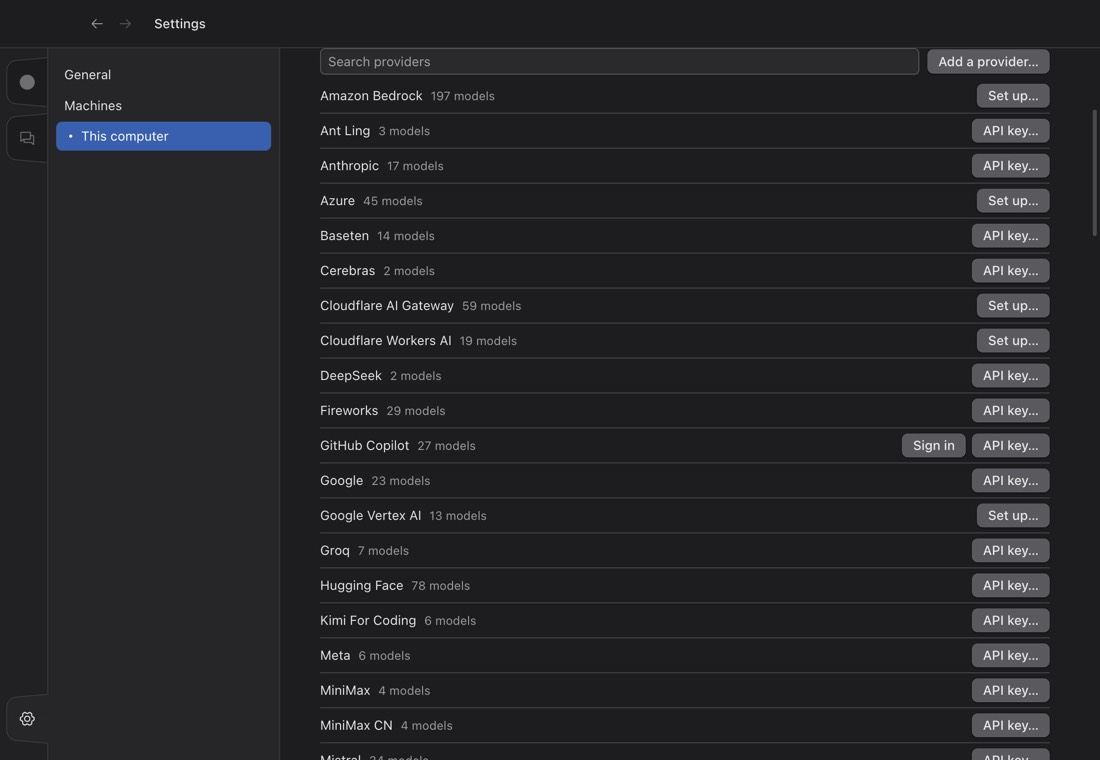 Settings
General
Machines
• This computer
Search providers
Add a provider...
Amazon Bedrock 197 models Set up...
Ant Ling 3 models API key...
Anthropic 17 models API key...
Azure 45 models Set up...
Baseten 14 models API key...
Cerebras 2 models API key...
Cloudflare AI Gateway 59 models Set up...
Cloudflare Workers AI 19 models Set up...
DeepSeek 2 models API key...
Fireworks 29 models API key...
GitHub Copilot 27 models Sign in API key...
Google 23 models API key...
Google Vertex AI 13 models Set up...
Groq 7 models API key...
Hugging Face 78 models API key...
Kimi For Coding 6 models API key...
Meta 6 models API key...
MiniMax 4 models API key...
MiniMax CN 4 models API key...
Mistral models API key...